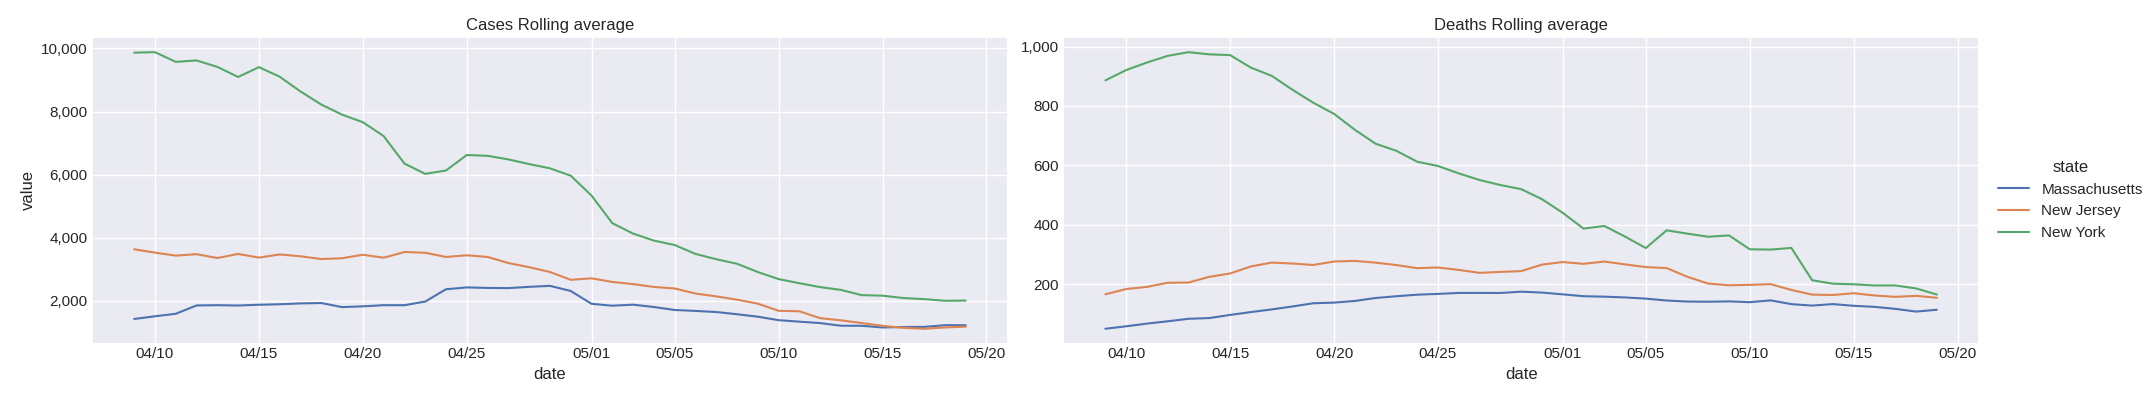 Cases Rolling average
10,000
8,000
6,000
4,000
2,000
value
04/10 04/15 04/20 04/25 05/01 05/05 05/10 05/15 05/20
date
Deaths Rolling average
1,000
800
600
400
200
04/10 04/15 04/20 04/25 05/01 05/05 05/10 05/15 05/20
date
state
Massachusetts
New Jersey
New York